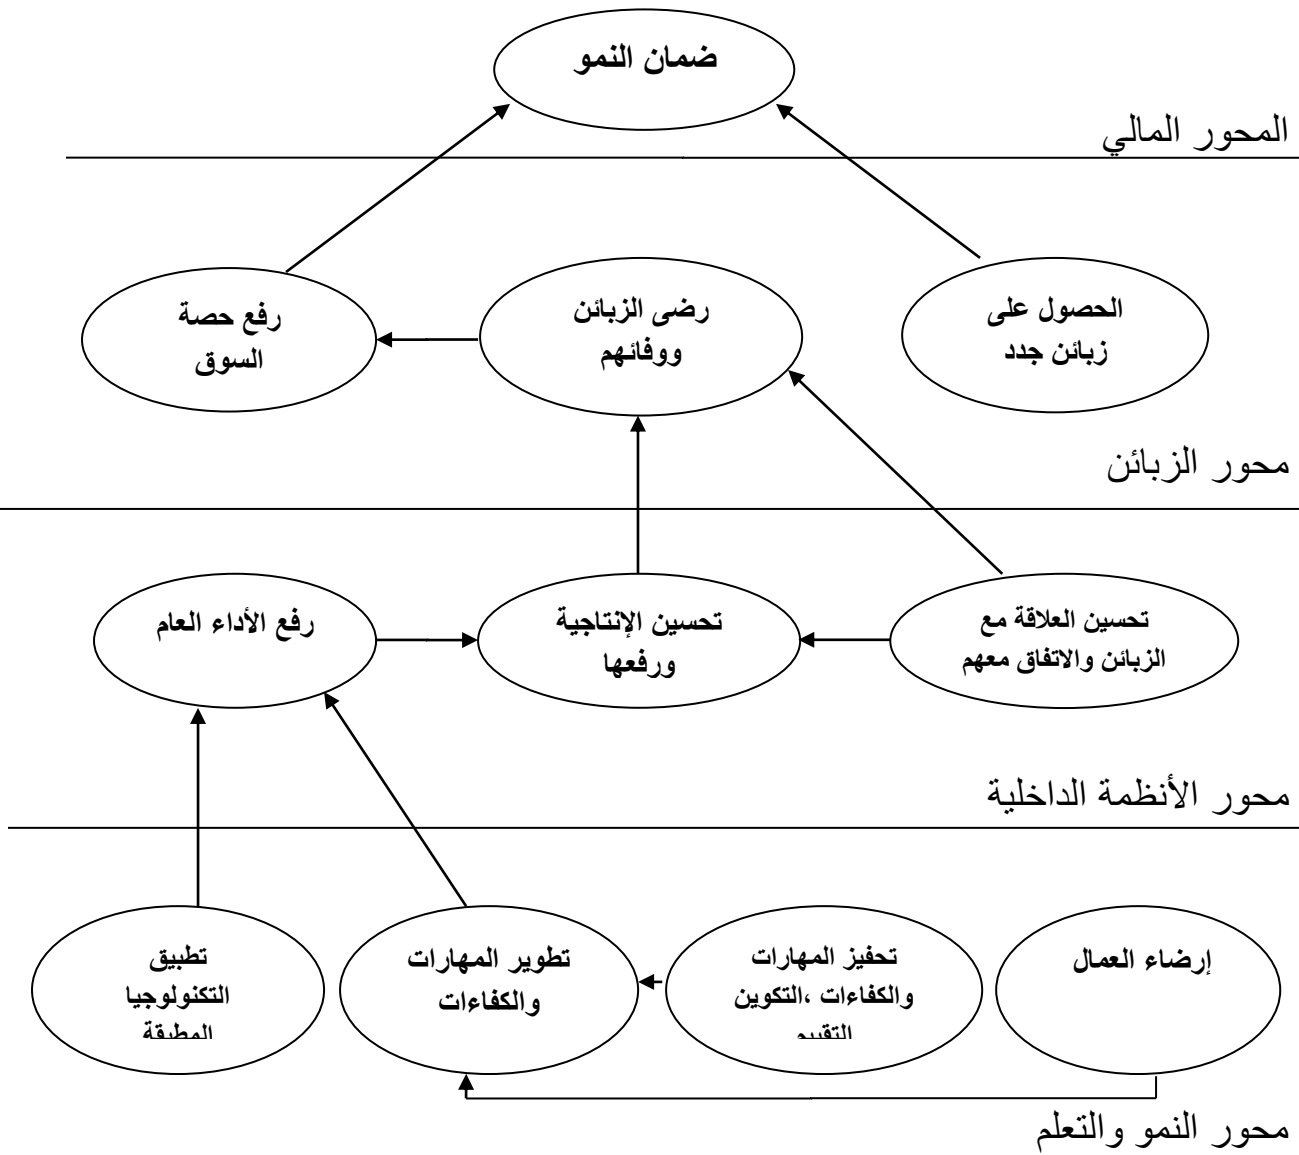 ضمان النمو
المحور المالي
الحصول على
زبائن جدد
رضى الزبائن
ووفائهم
رفع حصة
السوق
محور الزبائن
تحسين العلاقة مع
الزبائن والاتفاق معهم
تحسين الإنتاجية
ورفعها
رفع الأداء العام
محور الأنظمة الداخلية
إرضاء العمال
تحفيز المهارات
والكفاءات ،التكوين
التقييم
تطوير المهارات
والكفاءات
تطبيق
التكنولوجيا
المطبقة
محور النمو والتعلم